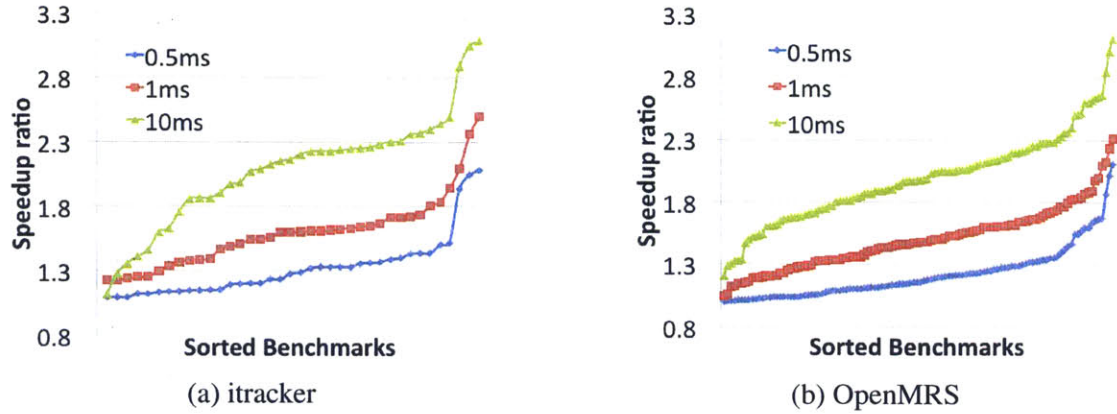 3.3
2.8
2.3
1.8
1.3
0.8
Speedup ratio
0.5ms
1ms
10ms
Sorted Benchmarks
(a) itracker
3.3
2.8
2.3
1.8
1.3
0.8
Speedup ratio
0.5ms
1ms
10ms
Sorted Benchmarks
(b) OpenMRS